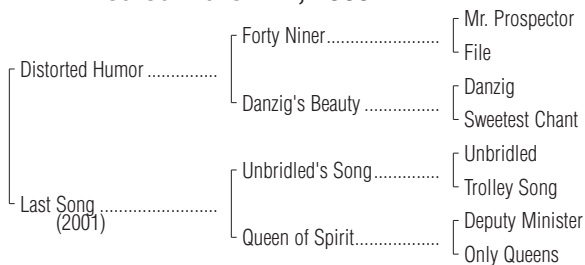 Mr. Prospector
Forty Niner........................
File
Distorted Humor ...............
Danzig
Danzig's Beauty ................
Sweetest Chant
Unbridled
Unbridled's Song..............
Trolley Song
Last Song .........................
(2001)
Deputy Minister
Queen of Spirit..................
Only Queens